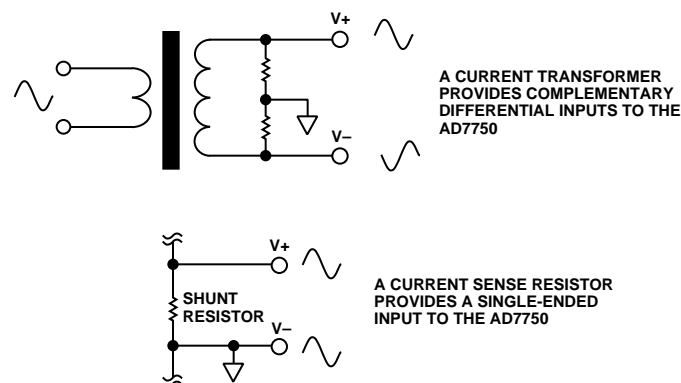 V+
A CURRENT TRANSFORMER
PROVIDES COMPLEMENTARY
DIFFERENTIAL INPUTS TO THE
AD7750
V–
V+
SHUNT
RESISTOR
A CURRENT SENSE RESISTOR
PROVIDES A SINGLE-ENDED
INPUT TO THE AD7750
V–